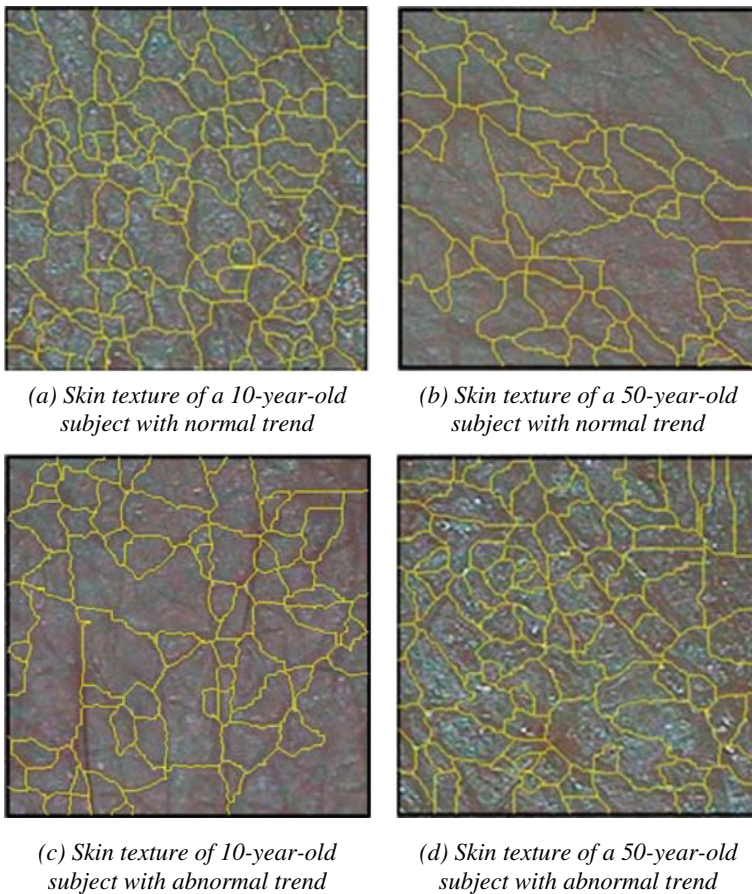 (a) Skin texture of a 10-year-old
subject with normal trend
(b) Skin texture of a 50-year-old
subject with normal trend
(c) Skin texture of 10-year-old
subject with abnormal trend
(d) Skin texture of a 50-year-old
subject with abnormal trend